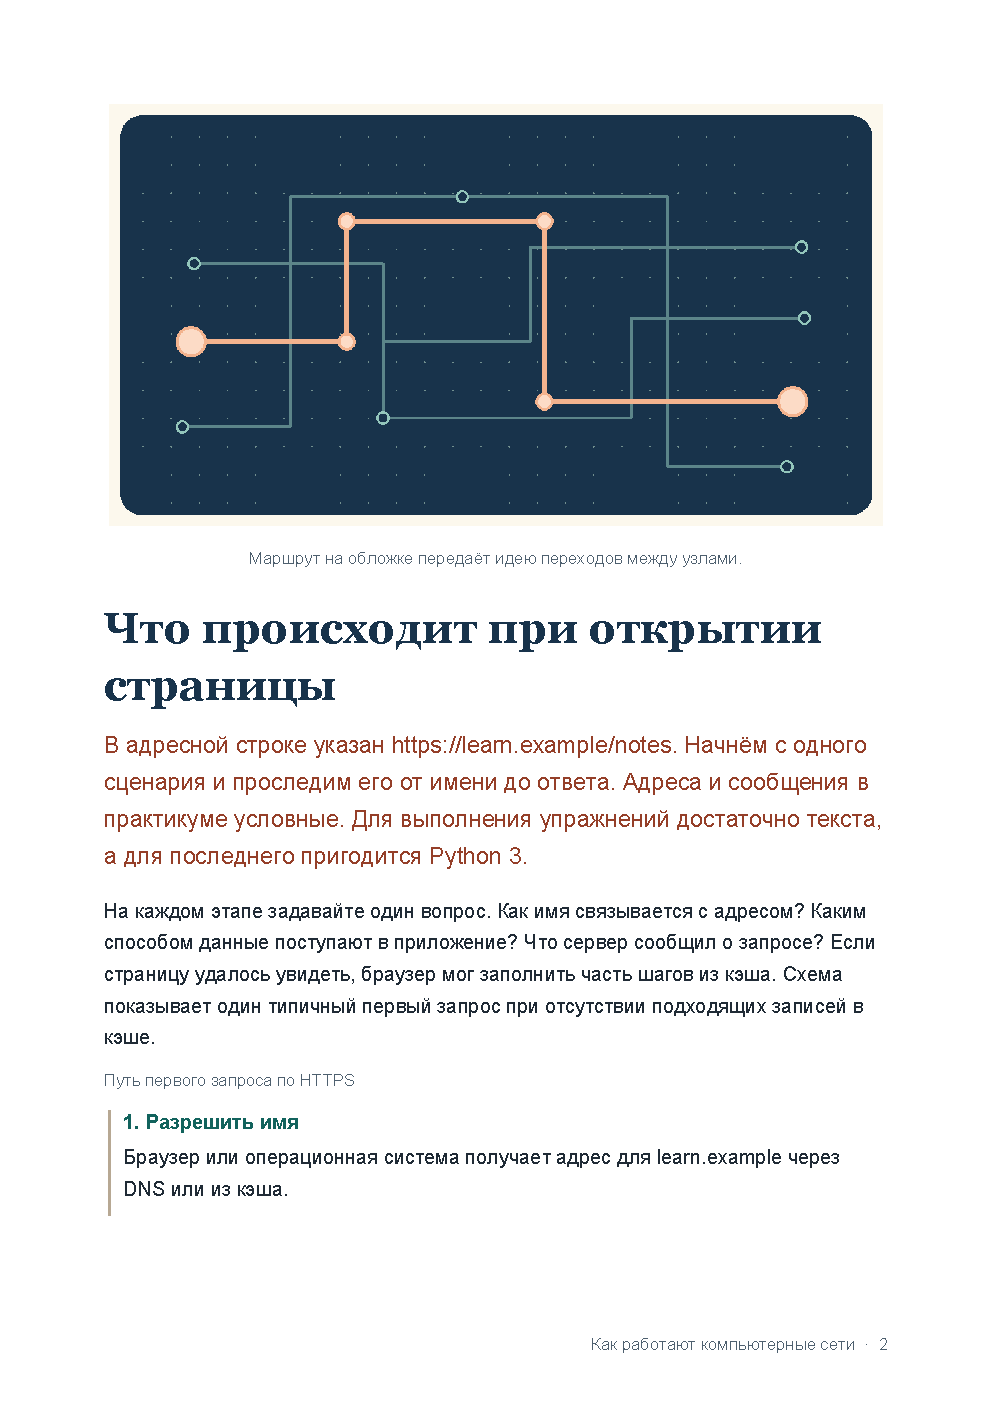 Маршрут на обложке передаёт идею переходов между узлами.
Что происходит при открытии
страницы
В адресной строке указан https://learn.example/notes. Начнём с одного
сценария и проследим его от имени до ответа. Адреса и сообщения в
практикуме условные. Для выполнения упражнений достаточно текста,
а для последнего пригодится Python 3.
На каждом этапе задавайте один вопрос. Как имя связывается с адресом? Каким
способом данные поступают в приложение? Что сервер сообщил о запросе? Если
страницу удалось увидеть, браузер мог заполнить часть шагов из кэша. Схема
показывает один типичный первый запрос при отсутствии подходящих записей в
кэше.
Путь первого запроса по HTTPS
1. Разрешить имя
Браузер или операционная система получает адрес для learn.example через
DNS или из кэша.
Как работают компьютерные сети · 2